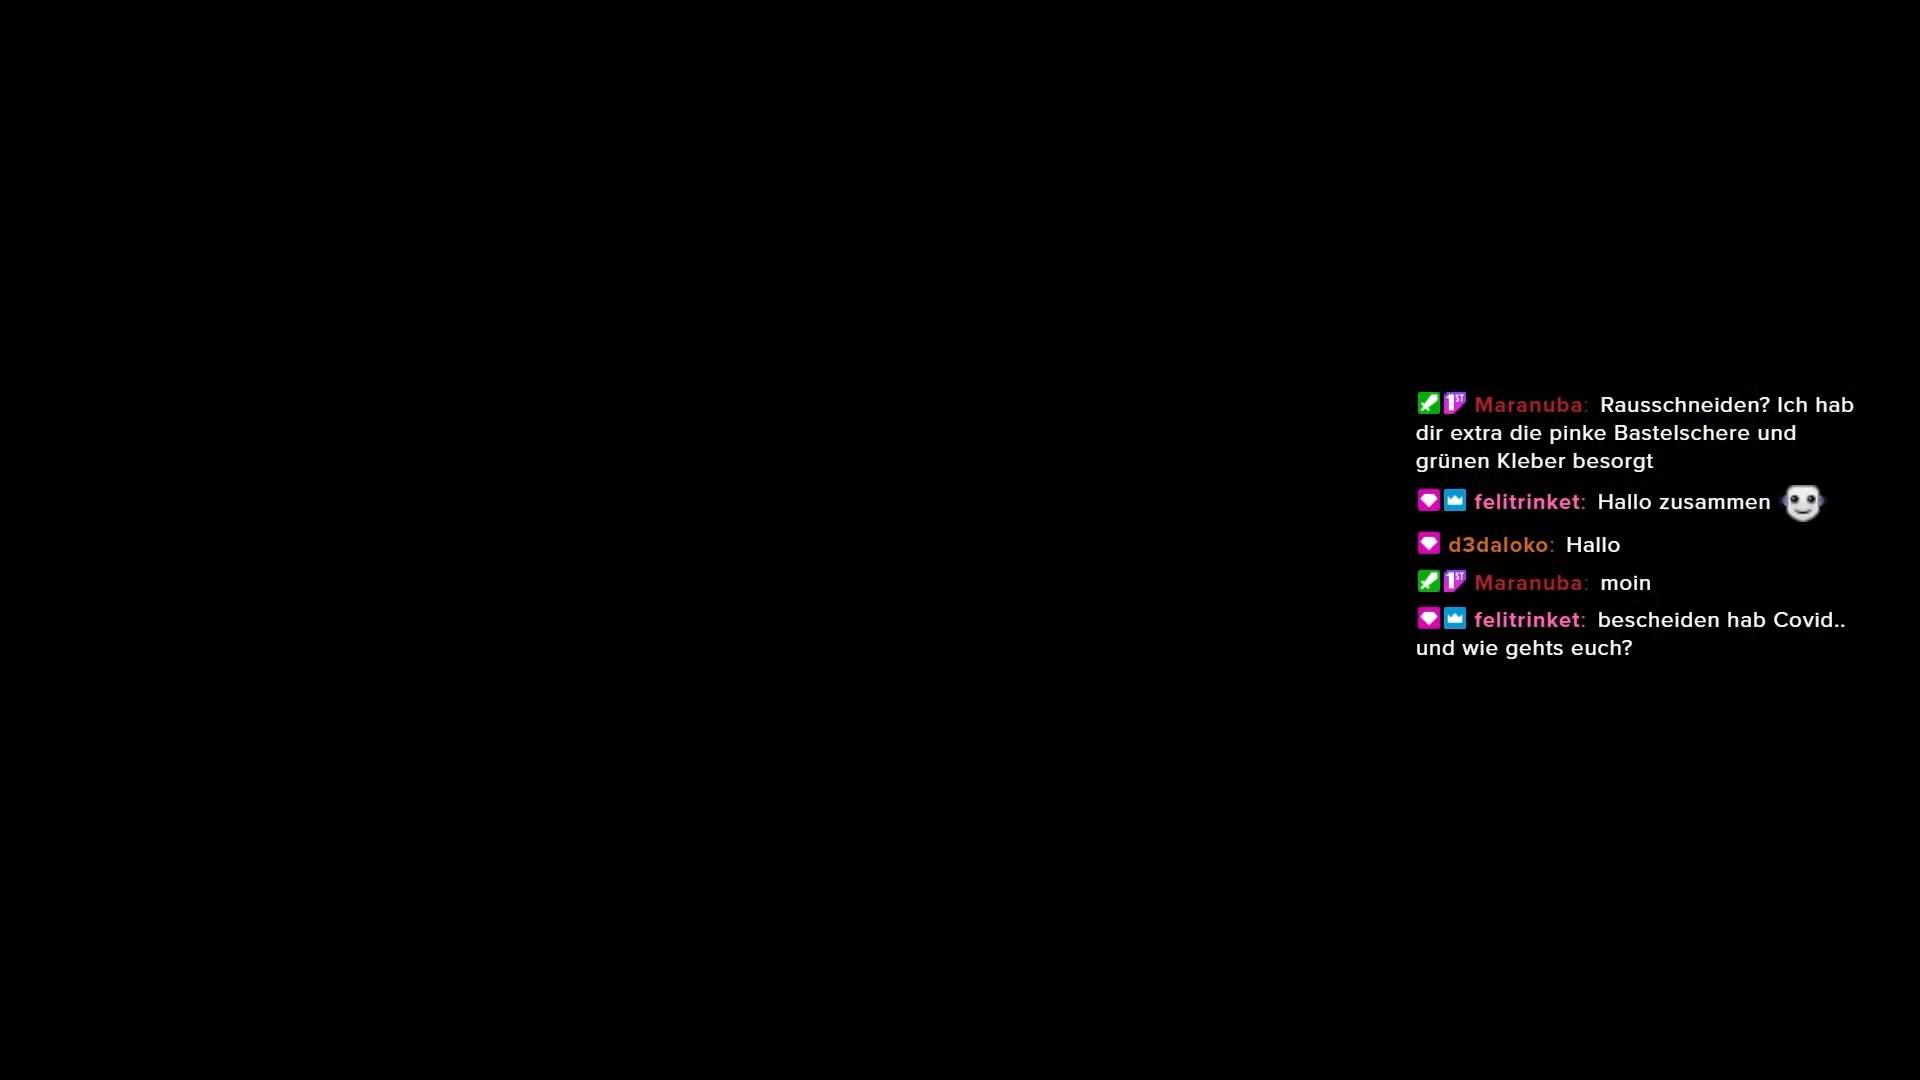 Maranuba: Rausschneiden? Ich hab
dir extra die pinke Bastelschere und
grünen Kleber besorgt
felitrinket: Hallo zusammen
d3daloko: Hallo
Maranuba: moin
felitrinket: bescheiden hab Covid..
und wie gehts euch?